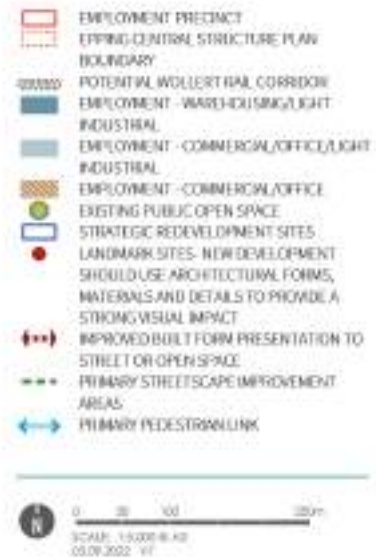 EMPLOYMENT PRECINCT
EPPING CENTRAL STRUCTURE PLAN
BOUNDARY
POTENTIAL WOLLERT RAIL CORRIDOR
EMPLOYMENT - WAREHOUSING/LIGHT
INDUSTRIAL
EMPLOYMENT - COMMERCIAL/OFFICE/LIGHT
INDUSTRIAL
EMPLOYMENT - COMMERCIAL/OFFICE
EXISTING PUBLIC OPEN SPACE
STRATEGIC REDEVELOPMENT SITES
LANDMARK SITES- NEW DEVELOPMENT
SHOULD USE ARCHITECTURAL FORMS,
MATERIALS AND DETAILS TO PROVIDE A
STRONG VISUAL IMPACT
IMPROVED BUILT FORM PRESENTATION TO
STREET OR OPEN SPACE
PRIMARY STREETSCAPE IMPROVEMENT
AREAS
PRIMARY PEDESTRIAN LINK
N
0 50 100
SCALE: